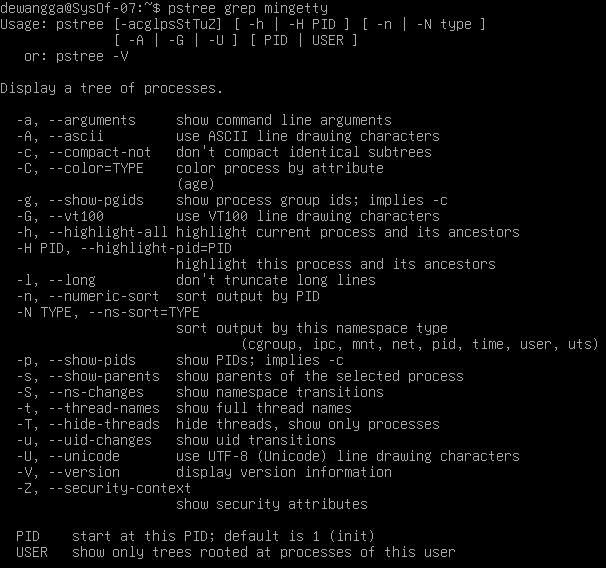 dewangga@SysOf-07:~$ pstree grep mingetty
Usage: pstree [-acglpsStTuZ] [ -h | -H PID ] [ -n | -N type ]
              [ -A | -G | -U ] [ PID | USER ]
   or: pstree -V

Display a tree of processes.

  -a, --arguments     show command line arguments
  -A, --ascii         use ASCII line drawing characters
  -c, --compact-not   don't compact identical subtrees
  -C, --color=TYPE    color process by attribute
                      (age)
  -g, --show-pgids    show process group ids; implies -c
  -G, --vt100         use VT100 line drawing characters
  -h, --highlight-all highlight current process and its ancestors
  -H PID, --highlight-pid=PID
                      highlight this process and its ancestors
  -l, --long          don't truncate long lines
  -n, --numeric-sort  sort output by PID
  -N TYPE, --ns-sort=TYPE
                      sort output by this namespace type
                              (cgroup, ipc, mnt, net, pid, time, user, uts)
  -p, --show-pids     show PIDs; implies -c
  -s, --show-parents  show parents of the selected process
  -S, --ns-changes    show namespace transitions
  -t, --thread-names  show full thread names
  -T, --hide-threads  hide threads, show only processes
  -u, --uid-changes   show uid transitions
  -U, --unicode       use UTF-8 (Unicode) line drawing characters
  -V, --version       display version information
  -Z, --security-context
                      show security attributes

  PID    start at this PID; default is 1 (init)
  USER   show only trees rooted at processes of this user